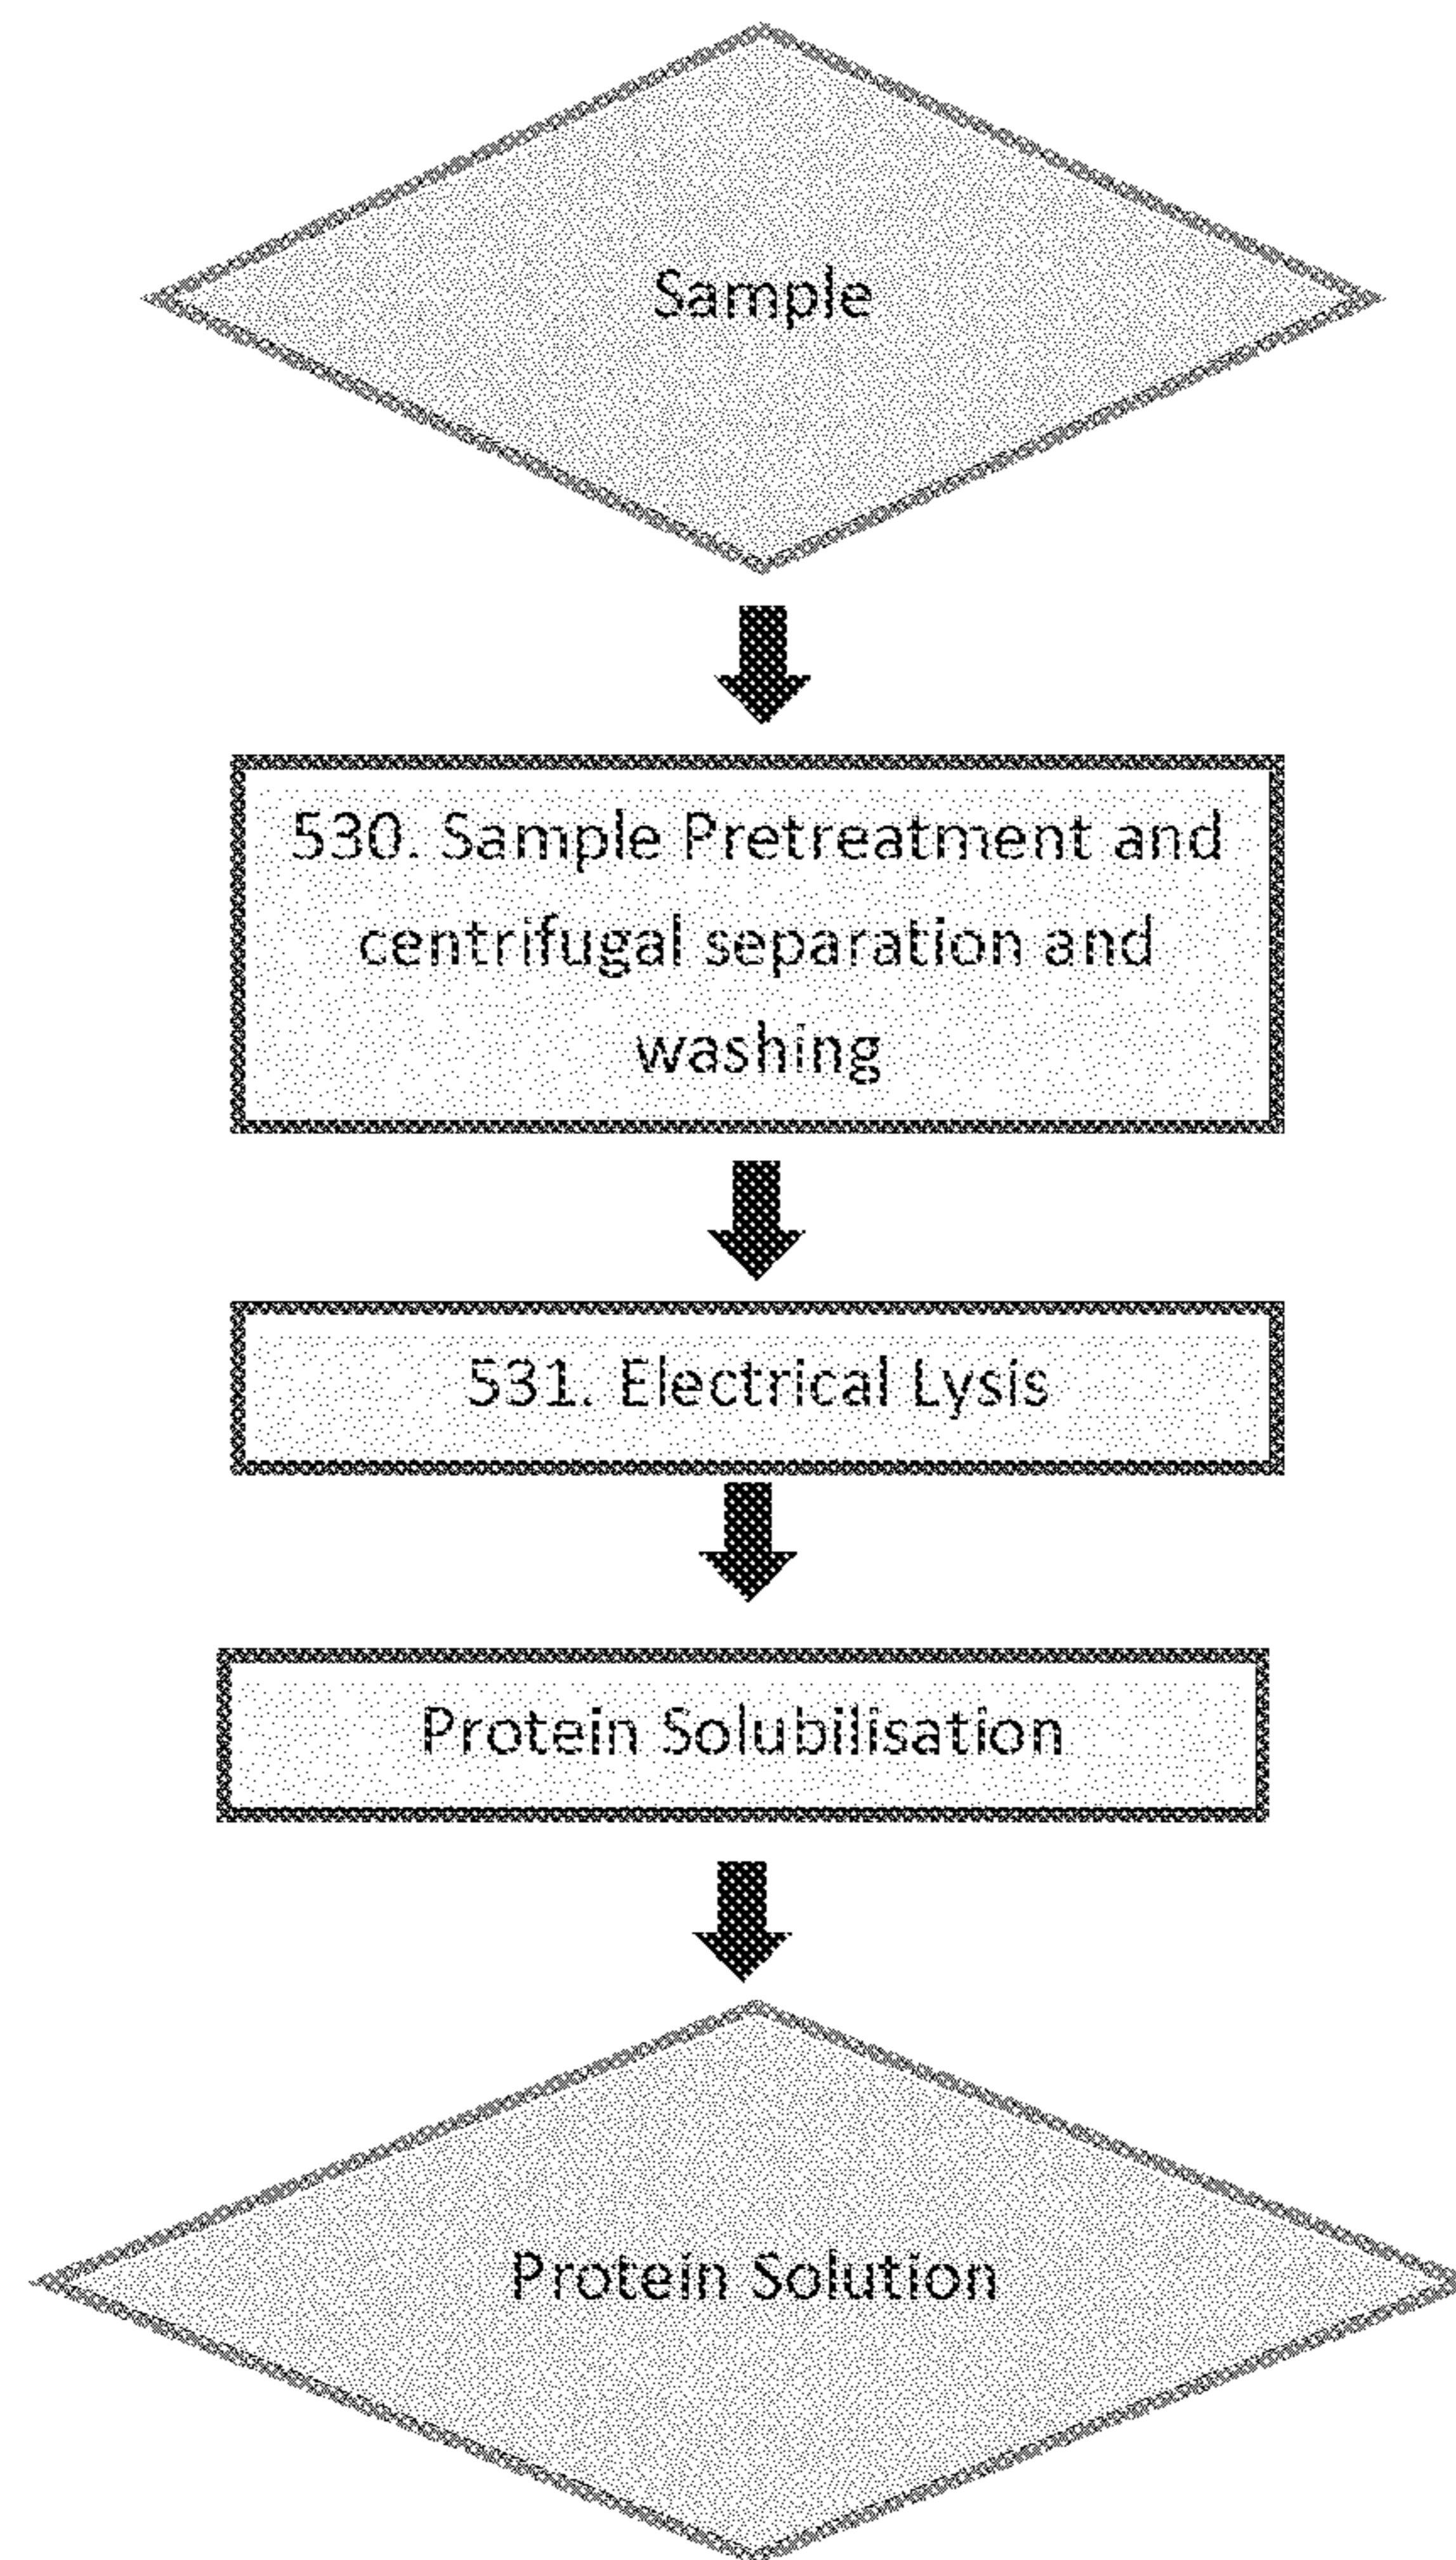 Sample
530. Sample Pretreatment and
centrifugal separation and
washing
531. Electrical Lysis
Protein Solubilisation
Protein Solution